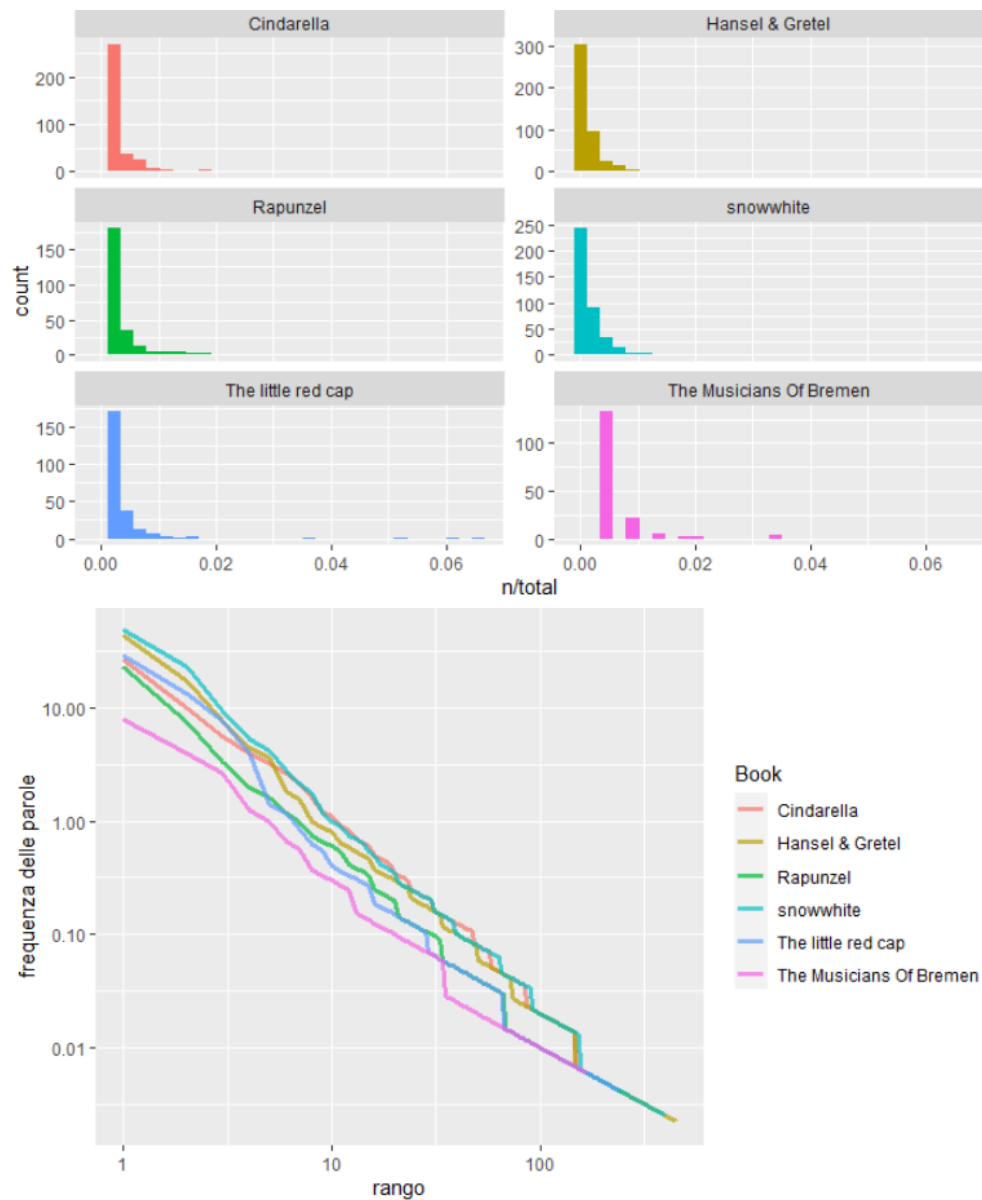 Cindarella
Hansel & Gretel
200
100
0
300
200
100
0
Rapunzel
snowwhite
150
100
50
0
250
200
150
100
50
0
count
The little red cap
The Musicians Of Bremen
150
100
50
0
100
50
0
0.00 0.02 0.04 0.06
0.00 0.02 0.04 0.06
n/total
10.00
1.00
0.10
0.01
frequenza delle parole
1 10 100
rango
Book
Cindarella
Hansel & Gretel
Rapunzel
snowwhite
The little red cap
The Musicians Of Bremen